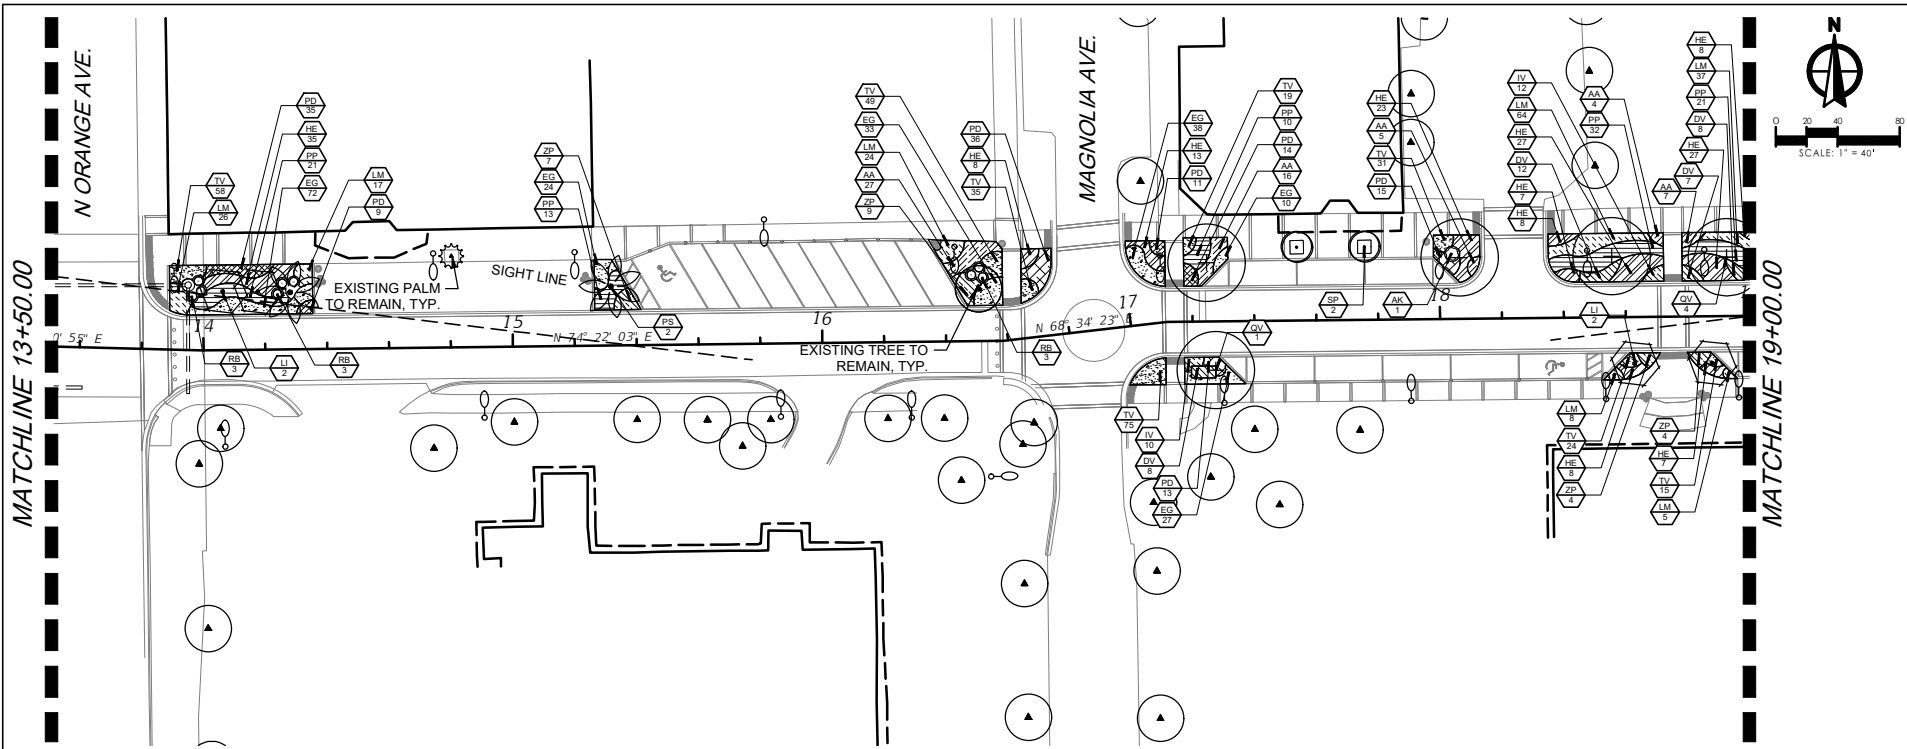 MATCHLINE 13+50.00
N ORANGE AVE.
MAGNOLIA AVE.
MATCHLINE 19+00.00
N
0 20 40 80
SCALE: 1" = 40'
TV 58
LM 26
PD 35
HE 35
PP 21
EG 72
LM 17
PD 9
ZP 7
EG 24
PP 13
TV 49
EG 33
LM 24
AA 27
ZP 9
PD 36
HE 8
TV 35
EG 38
HE 13
PD 11
TV 19
PP 10
PD 14
AA 16
EG 10
HE 23
AA 5
TV 31
PD 15
IV 12
LM 64
HE 27
DV 12
HE 7
HE 8
AA 4
PP 32
HE 8
LM 37
PP 21
DV 8
HE 27
DV 7
AA 7
SIGHT LINE
EXISTING PALM
TO REMAIN, TYP.
14
15
16
17
18
1
0' 55" E
N 74° 22' 03" E
N 68° 34' 23" E
PS 2
RB 3
LI 2
RB 3
EXISTING TREE TO
REMAIN, TYP.
RB 3
QV 1
SP 2
AK 1
LI 2
QV 4
TV 75
IV 10
DV 8
PD 13
EG 27
LM 8
TV 24
HE 8
ZP 4
ZP 4
HE 7
TV 15
LM 5